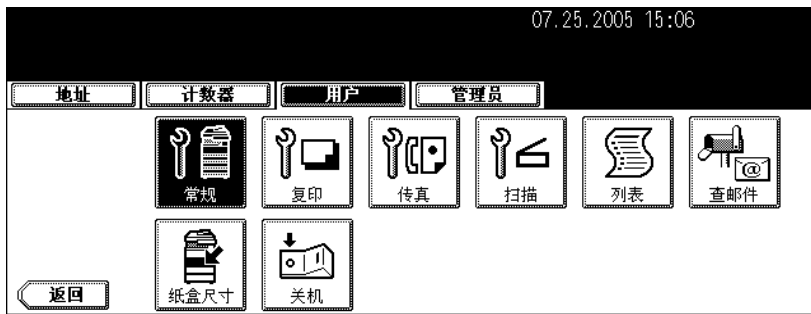 07.25.2005 15:06
地址 计数器 用户 管理员
常规 复印 传真 扫描 列表 查邮件
纸盒尺寸 关机
返回